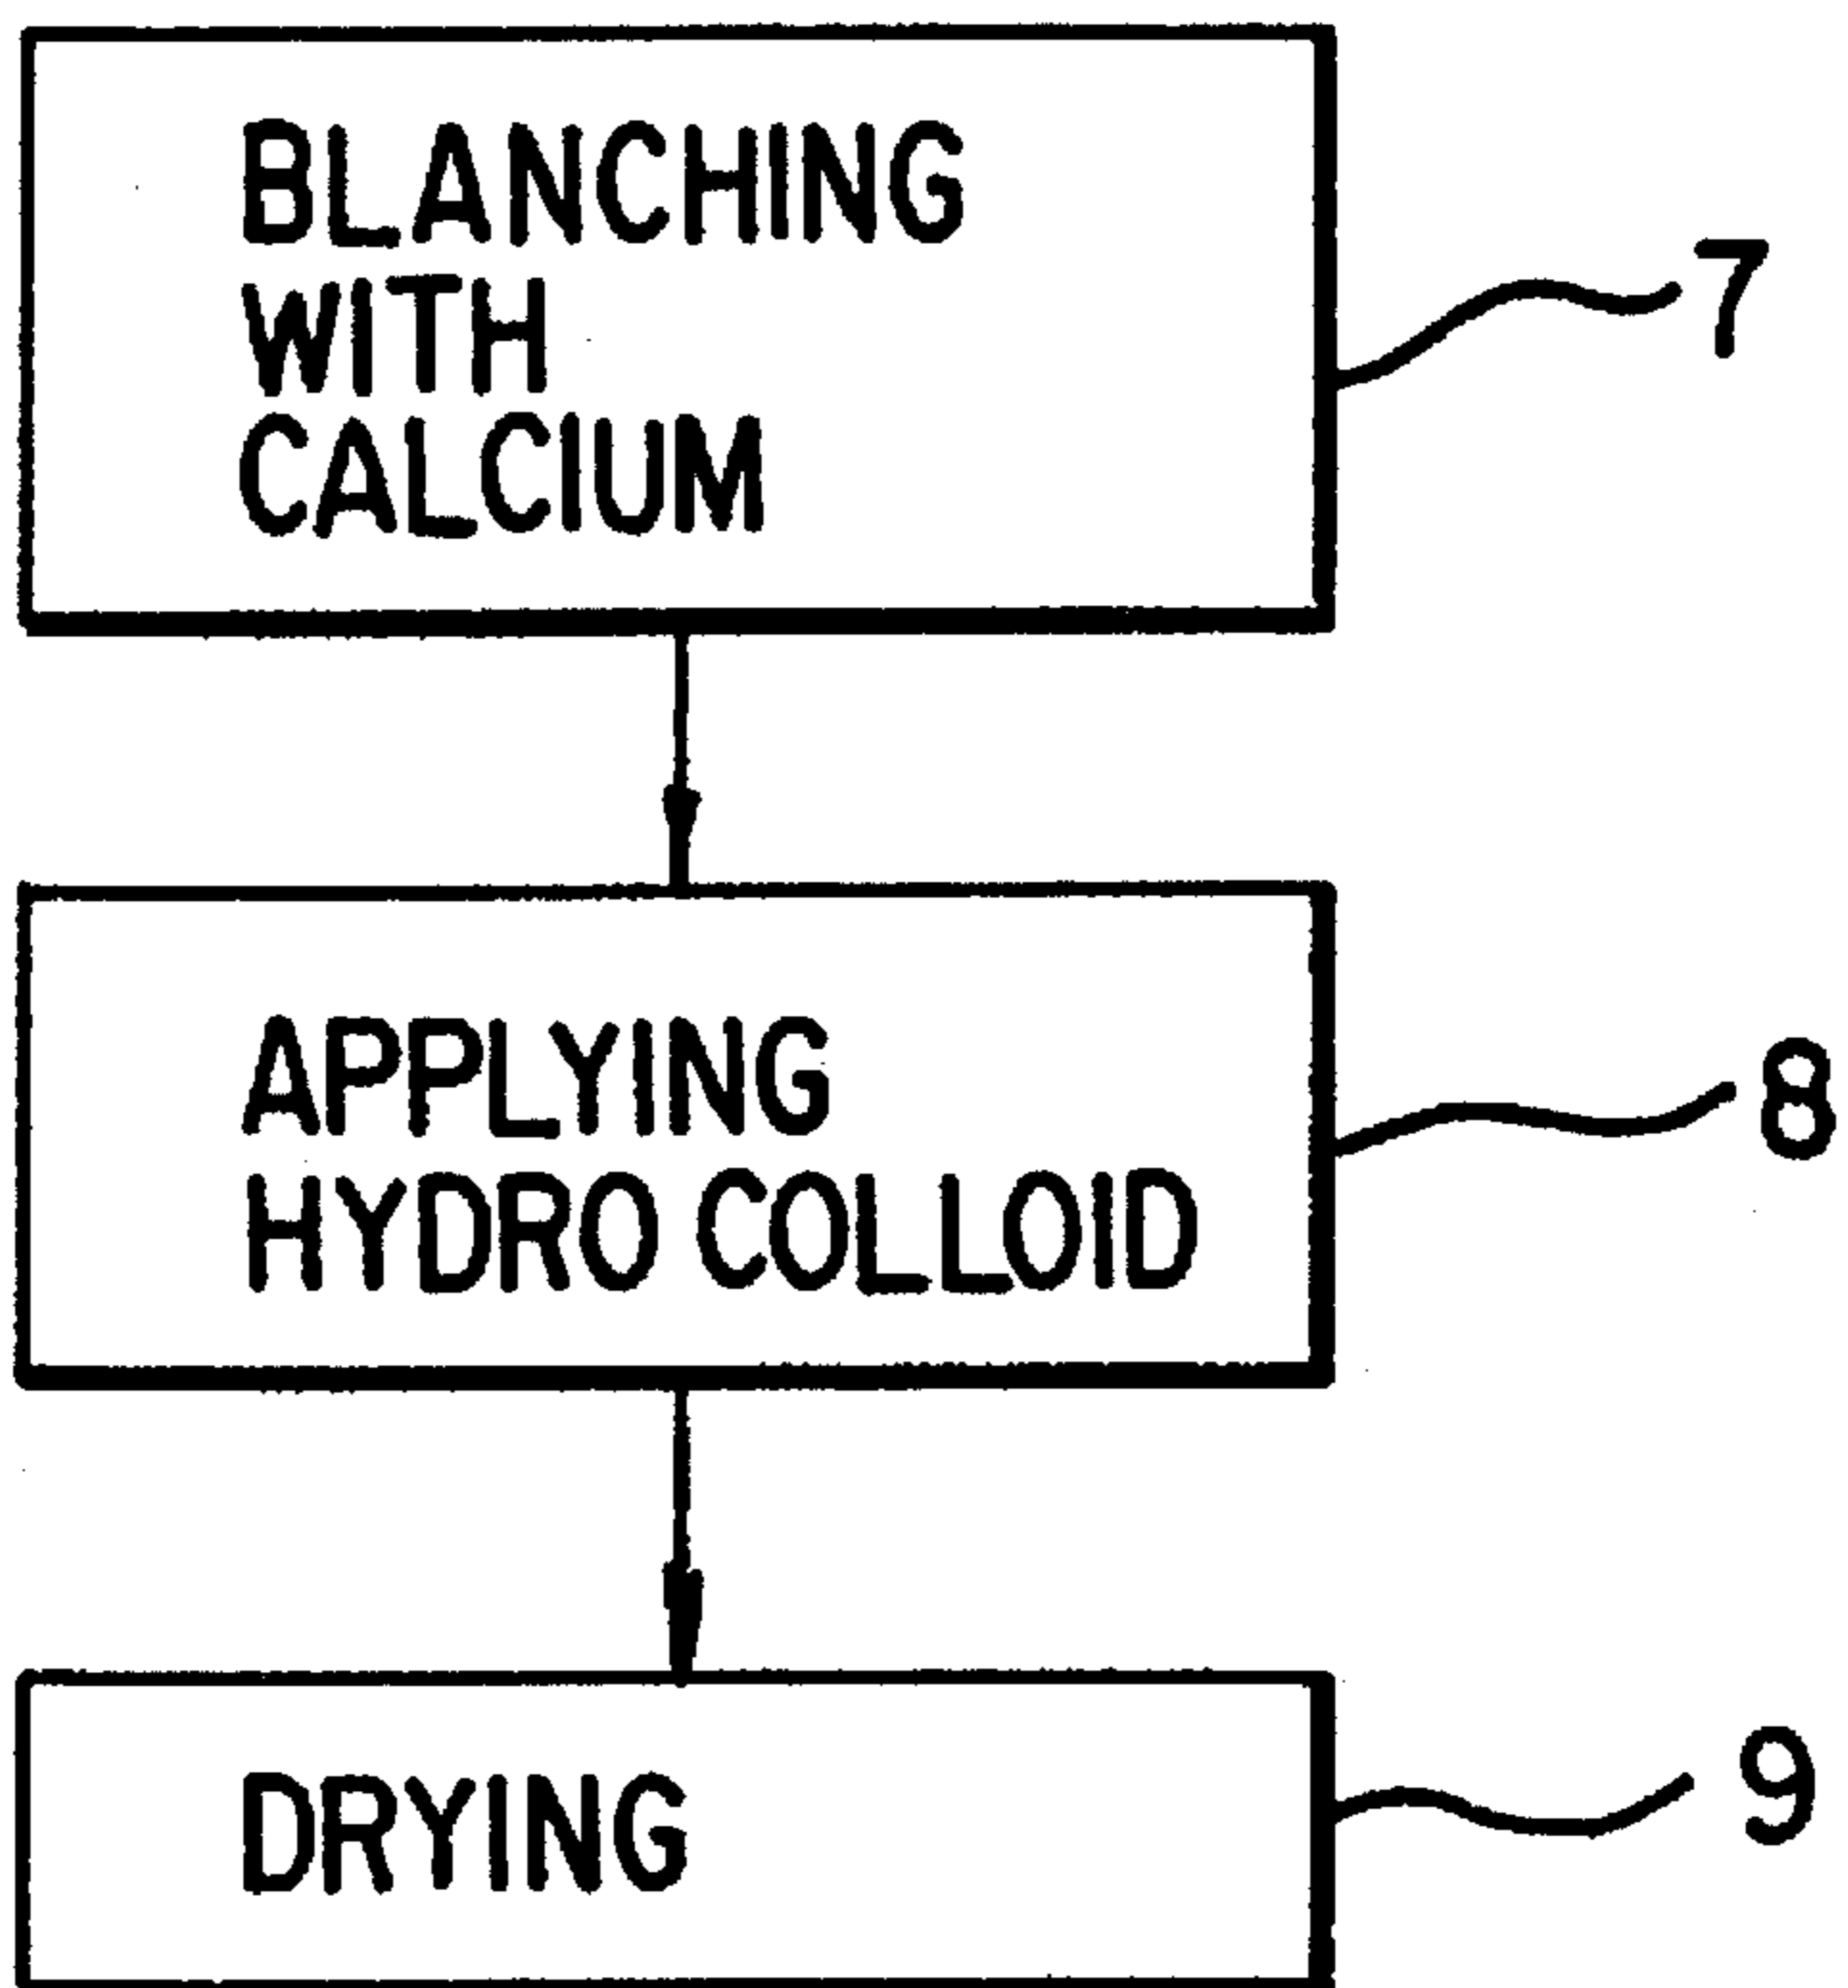 BLANCHING
WITH
CALCIUM
7
APPLYING
HYDRO COLLOID
8
DRYING
9